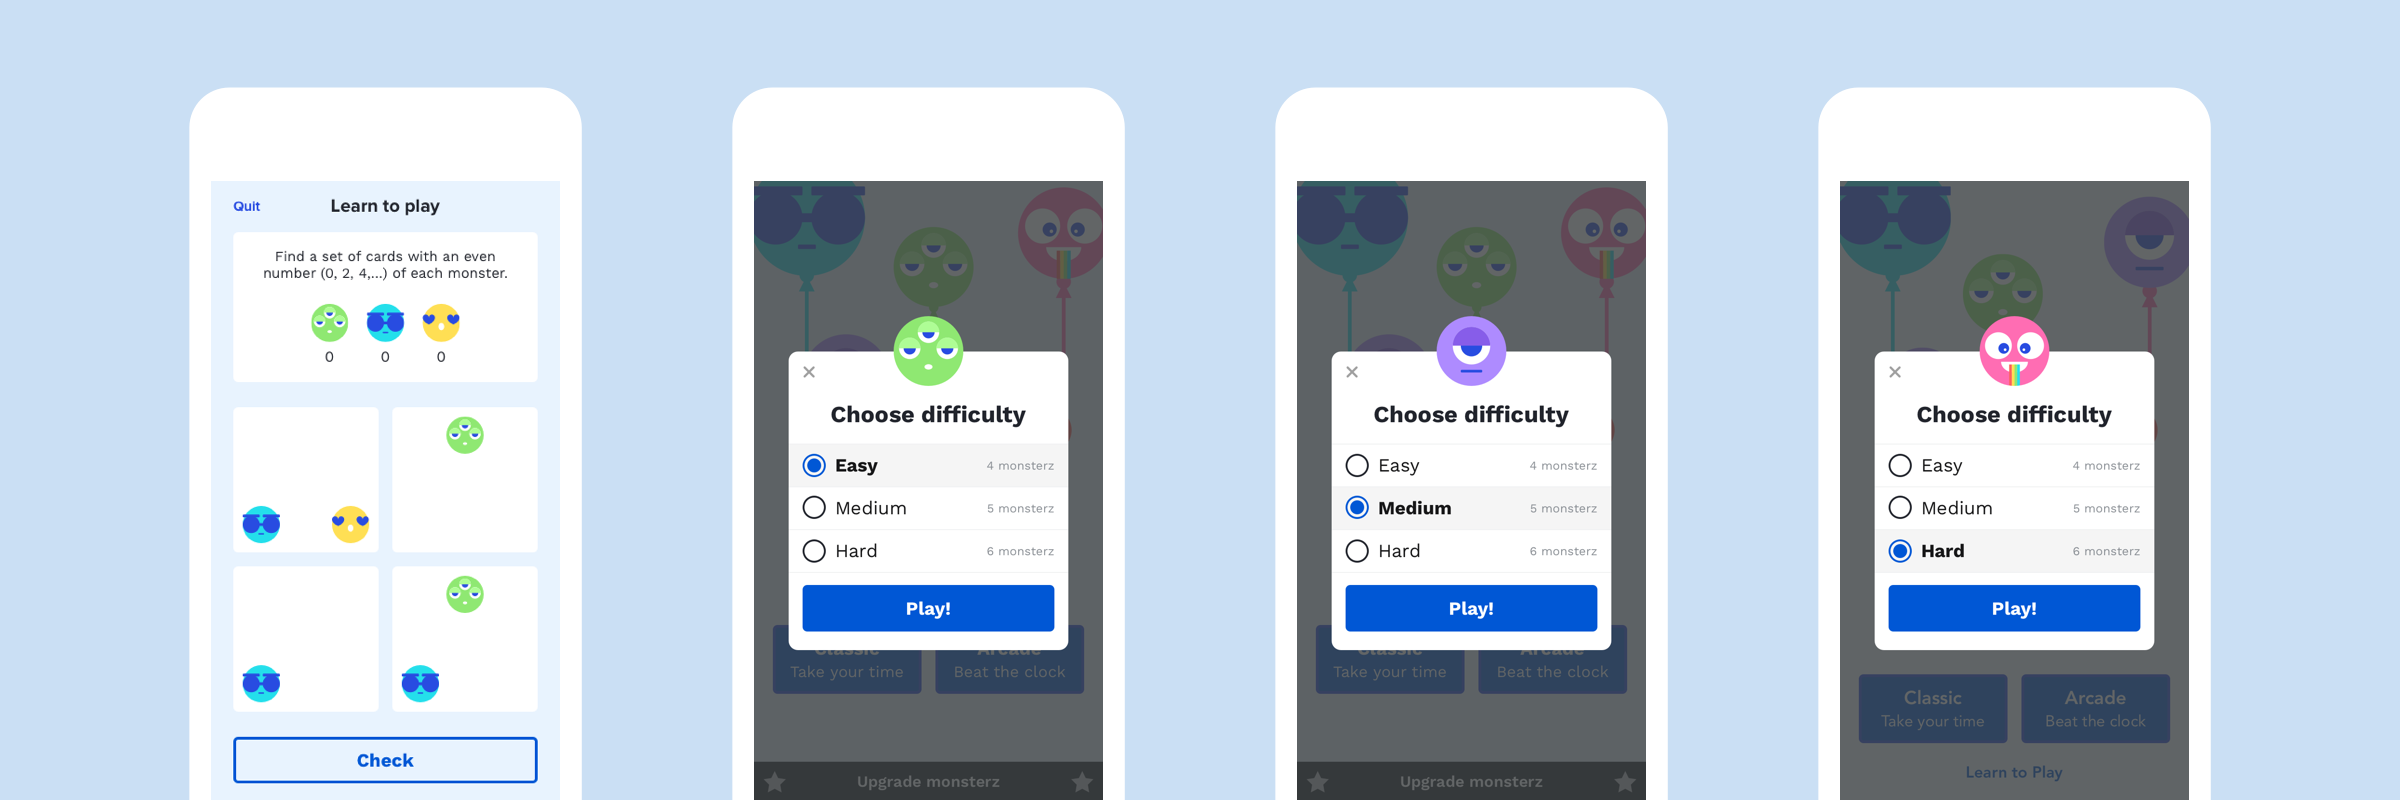 Quit
Learn to play
Find a set of cards with an even
number (0, 2, 4,...) of each monster.
0 0 0
Check
Choose difficulty
Easy 4 monsterz
Medium 5 monsterz
Hard 6 monsterz
Play!
Classic Arcade
Take your time Beat the clock
Upgrade monsterz
Choose difficulty
Easy 4 monsterz
Medium 5 monsterz
Hard 6 monsterz
Play!
Classic Arcade
Take your time Beat the clock
Upgrade monsterz
Choose difficulty
Easy 4 monsterz
Medium 5 monsterz
Hard 6 monsterz
Play!
Classic Arcade
Take your time Beat the clock
Learn to Play